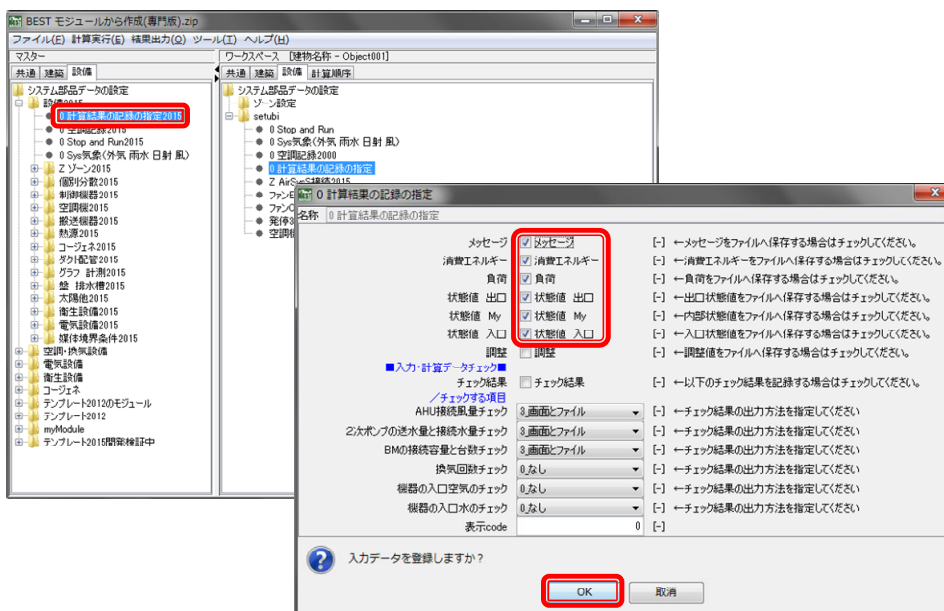 BEST モジュールから作成(専門版).zip
ファイル(F) 計算実行(E) 結果出力(O) ツール(T) ヘルプ(H)
マスター
共通 建築 設備
システム部品データの設定
設備2015
0 計算結果の記録の指定2015
0 空調記録2015
0 Stop and Run2015
0 Sys気象(外気 雨水 日射 風)
Z ゾーン2015
個別分散2015
制御機器2015
空調機2015
搬送機器2015
熱源2015
コージェネ2015
ダクト配管2015
グラフ 計測2015
盤 排水槽2015
太陽他2015
衛生設備2015
電気設備2015
媒体境界条件2015
空調・換気設備
電気設備
衛生設備
コージェネ
テンプレート2012のモジュール
テンプレート2012
myModule
テンプレート2015開発検証中
ワークスペース [建物名称 - Object001]
共通 建築 設備 計算順序
システム部品データの設定
ゾーン設定
setubi
0 Stop and Run
0 Sys気象(外気 雨水 日射 風)
0 空調記録2000
0 計算結果の記録の指定
Z AirSysS接続2015
ファンE
ファンO
発停3
空調機
0 計算結果の記録の指定
名称 0 計算結果の記録の指定
メッセージ メッセージ [-] ←メッセージをファイルへ保存する場合はチェックしてください。
消費エネルギー 消費エネルギー [-] ←消費エネルギーをファイルへ保存する場合はチェックしてください。
負荷 負荷 [-] ←負荷をファイルへ保存する場合はチェックしてください。
状態値 出口 状態値 出口 [-] ←出口状態値をファイルへ保存する場合はチェックしてください。
状態値 My 状態値 My [-] ←内部状態値をファイルへ保存する場合はチェックしてください。
状態値 入口 状態値 入口 [-] ←入口状態値をファイルへ保存する場合はチェックしてください。
調整 調整 [-] ←調整値をファイルへ保存する場合はチェックしてください。
■入力・計算データチェック■
チェック結果 チェック結果 [-] ←以下のチェック結果を記録する場合はチェックしてください。
／チェックする項目
AHU接続風量チェック 3_画面とファイル [-] ←チェック結果の出力方法を指定してください
2次ポンプの送水量と接続水量チェック 3_画面とファイル [-] ←チェック結果の出力方法を指定してください
BMの接続容量と台数チェック 3_画面とファイル [-] ←チェック結果の出力方法を指定してください
換気回数チェック 0_なし [-] ←チェック結果の出力方法を指定してください
機器の入口空気のチェック 0_なし [-] ←チェック結果の出力方法を指定してください
機器の入口水のチェック 0_なし [-] ←チェック結果の出力方法を指定してください
表示code 0 [-]
入力データを登録しますか？
OK 取消